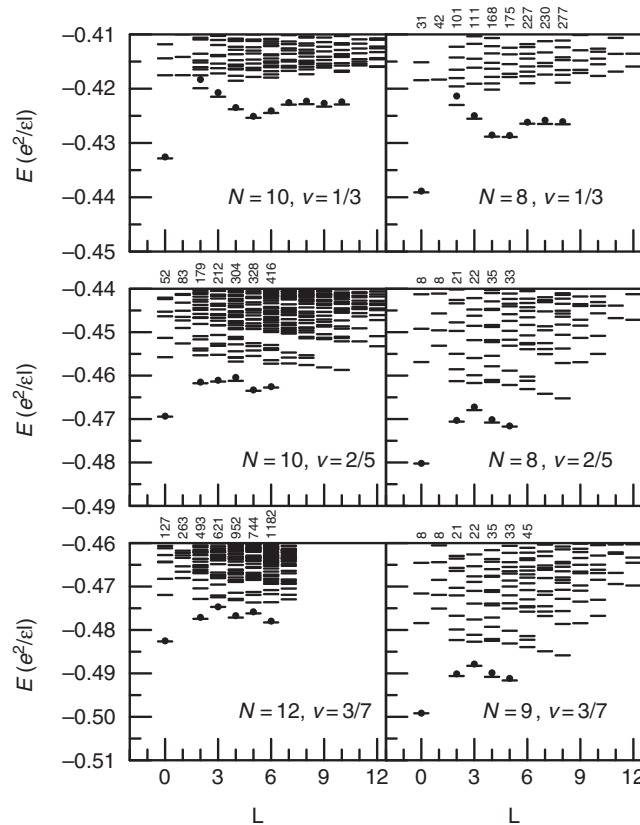 31 42 101 111 168 175 227 230 277
E (e²/εl)
−0.41
−0.42
−0.43
−0.44
−0.45
N = 10, ν = 1/3
N = 8, ν = 1/3
52 83 179 212 304 328 416
8 8 21 22 35 33
E (e²/εl)
−0.44
−0.45
−0.46
−0.47
−0.48
−0.49
N = 10, ν = 2/5
N = 8, ν = 2/5
127 263 493 621 952 744 1182
8 8 21 22 35 33 45
E (e²/εl)
−0.46
−0.47
−0.48
−0.49
−0.50
−0.51
N = 12, ν = 3/7
N = 9, ν = 3/7
0 3 6 9 12
0 3 6 9 12
L
L